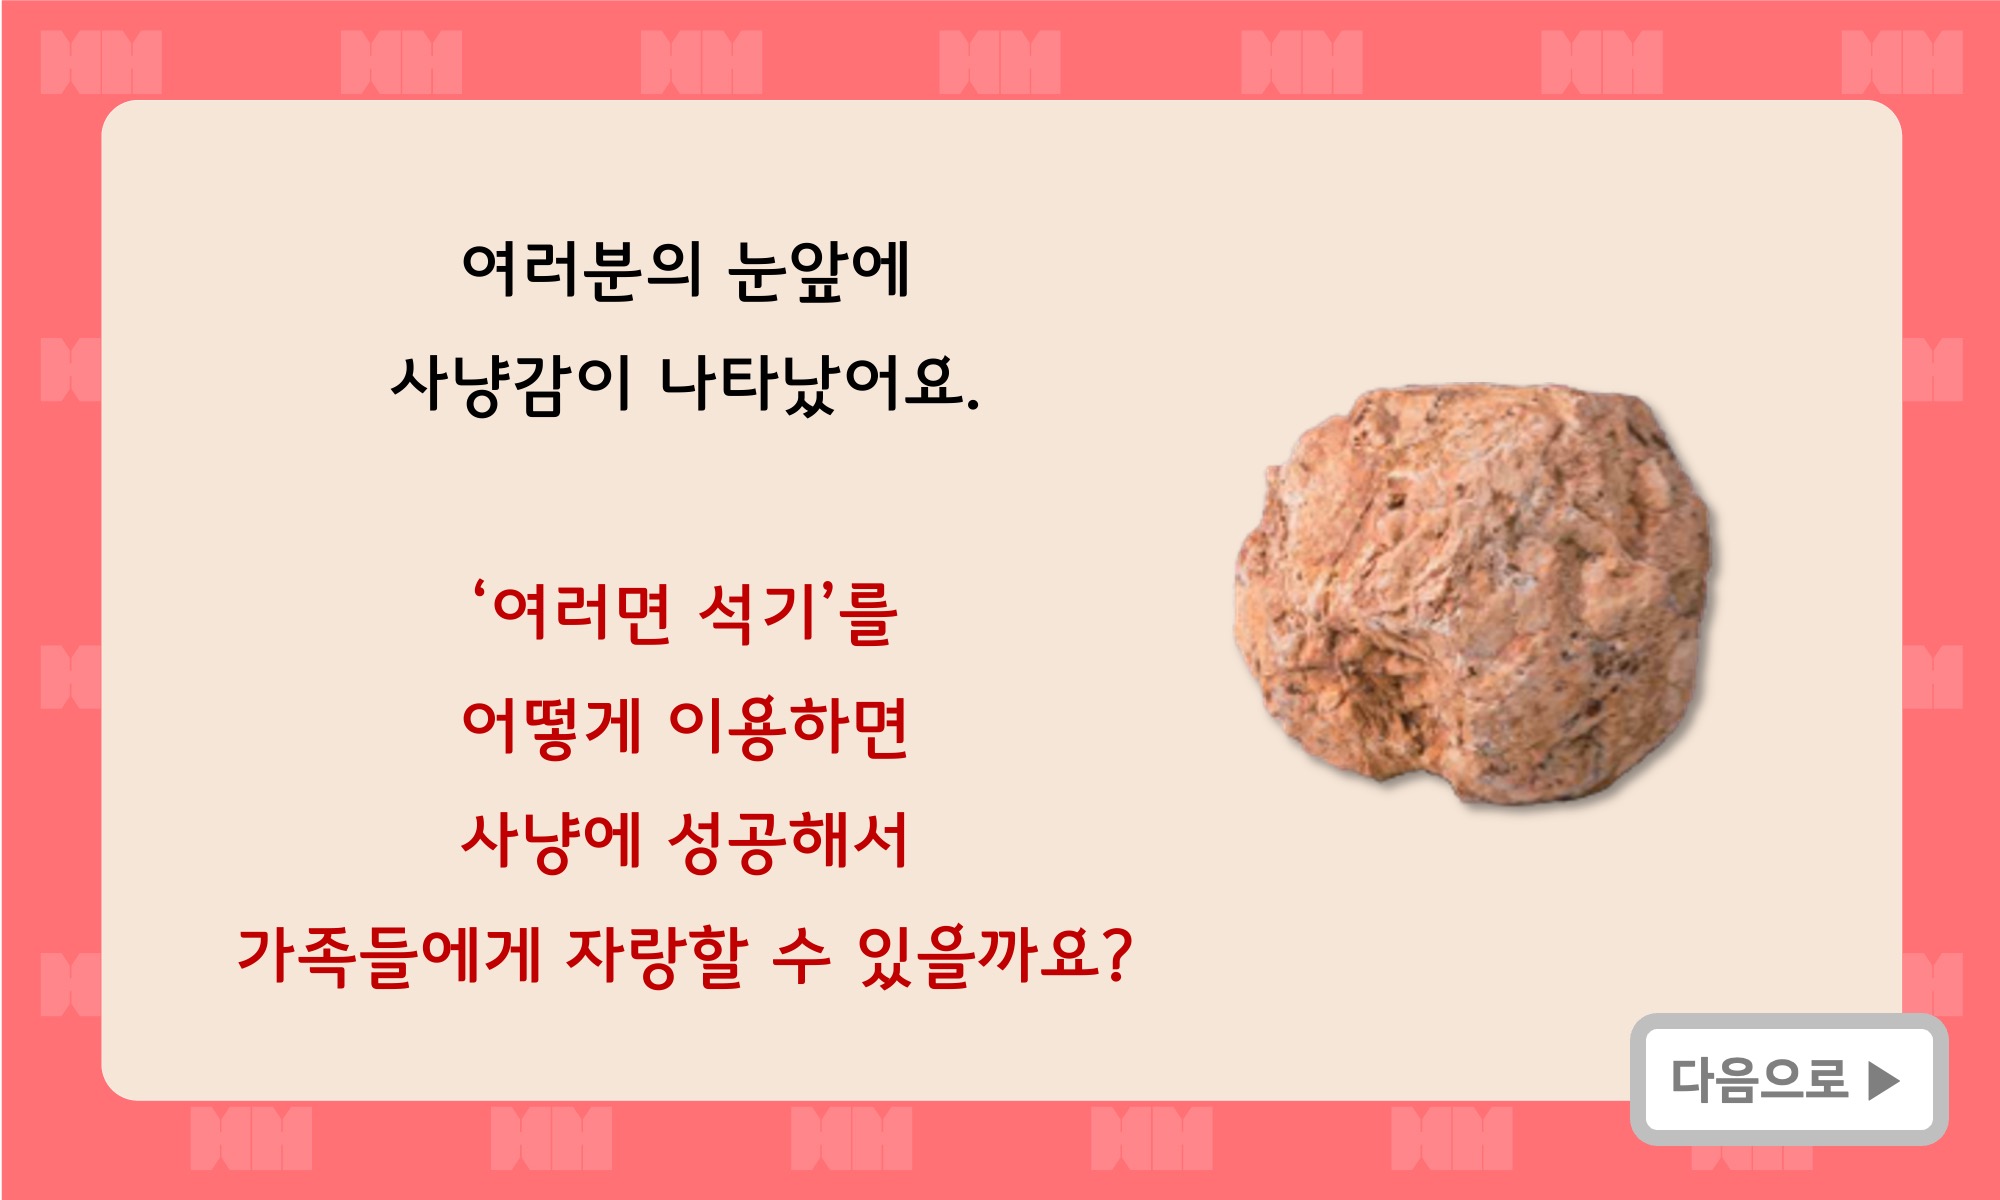 여러분의 눈앞에
사냥감이 나타났어요.
‘여러면 석기’를
어떻게 이용하면
사냥에 성공해서
가족들에게 자랑할 수 있을까요?
다음으로 ▶